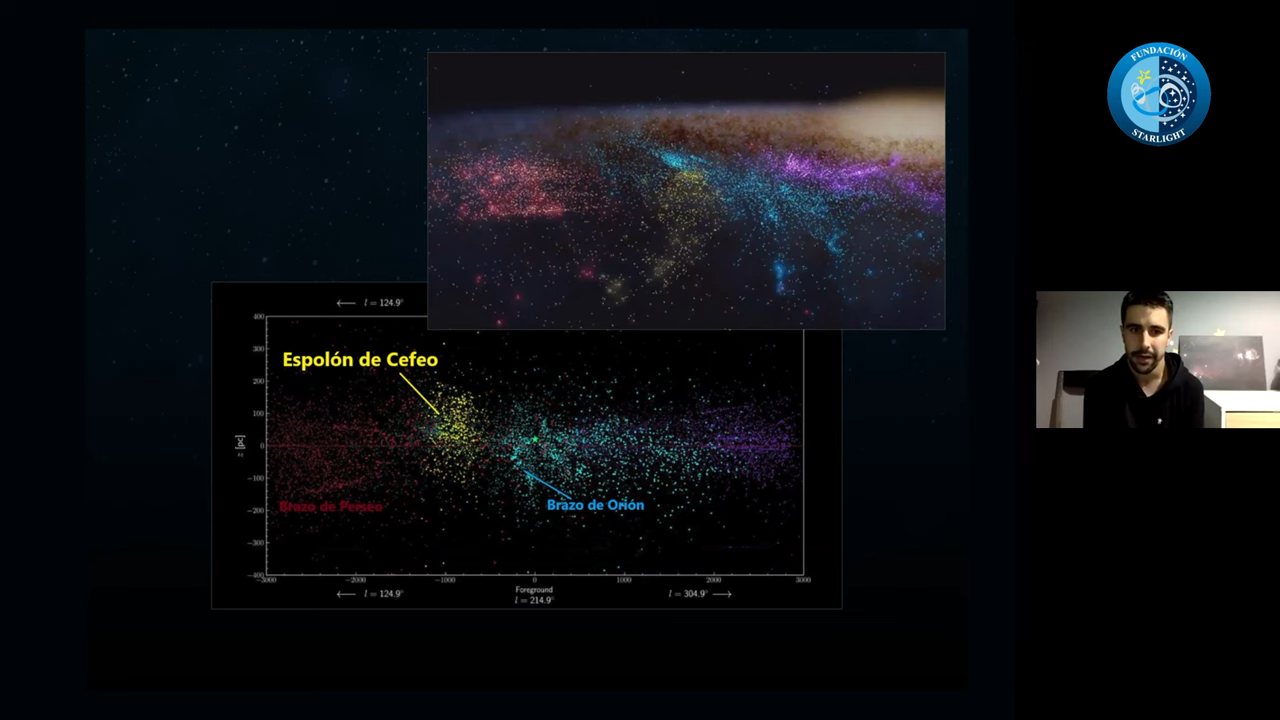 FUNDACIÓN
STARLIGHT
← l = 124.9°
400
300
200
100
0
−100
−200
−300
−400
z [pc]
Espolón de Cefeo
Brazo de Perseo
Brazo de Orión
−3000 −2000 −1000 0 1000 2000 3000
← l = 124.9°
Foreground
l = 214.9°
l = 304.9° →